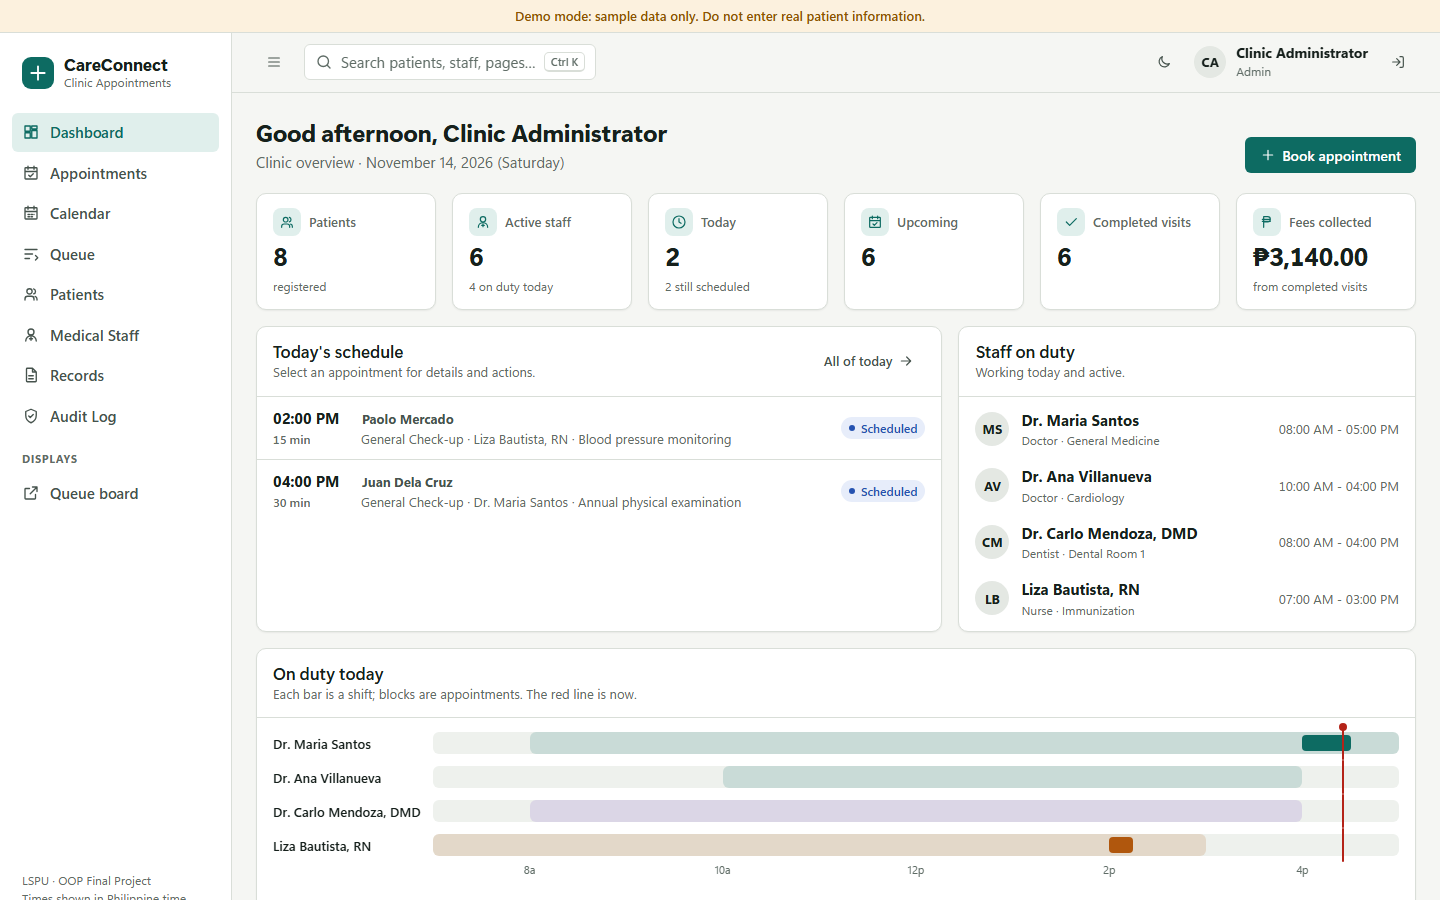 Demo mode: sample data only. Do not enter real patient information.
CareConnect
Clinic Appointments
Dashboard
Appointments
Calendar
Queue
Patients
Medical Staff
Records
Audit Log
DISPLAYS
Queue board
LSPU · OOP Final Project
Times shown in Philippine time
Search patients, staff, pages...
Ctrl K
CA
Clinic Administrator
Admin
Good afternoon, Clinic Administrator
Clinic overview · November 14, 2026 (Saturday)
Book appointment
Patients
8
registered
Active staff
6
4 on duty today
Today
2
2 still scheduled
Upcoming
6
Completed visits
6
Fees collected
₱3,140.00
from completed visits
Today's schedule
Select an appointment for details and actions.
All of today
02:00 PM
15 min
Paolo Mercado
General Check-up · Liza Bautista, RN · Blood pressure monitoring
Scheduled
04:00 PM
30 min
Juan Dela Cruz
General Check-up · Dr. Maria Santos · Annual physical examination
Scheduled
Staff on duty
Working today and active.
MS
Dr. Maria Santos
Doctor · General Medicine
08:00 AM - 05:00 PM
AV
Dr. Ana Villanueva
Doctor · Cardiology
10:00 AM - 04:00 PM
CM
Dr. Carlo Mendoza, DMD
Dentist · Dental Room 1
08:00 AM - 04:00 PM
LB
Liza Bautista, RN
Nurse · Immunization
07:00 AM - 03:00 PM
On duty today
Each bar is a shift; blocks are appointments. The red line is now.
Dr. Maria Santos
Dr. Ana Villanueva
Dr. Carlo Mendoza, DMD
Liza Bautista, RN
8a 10a 12p 2p 4p